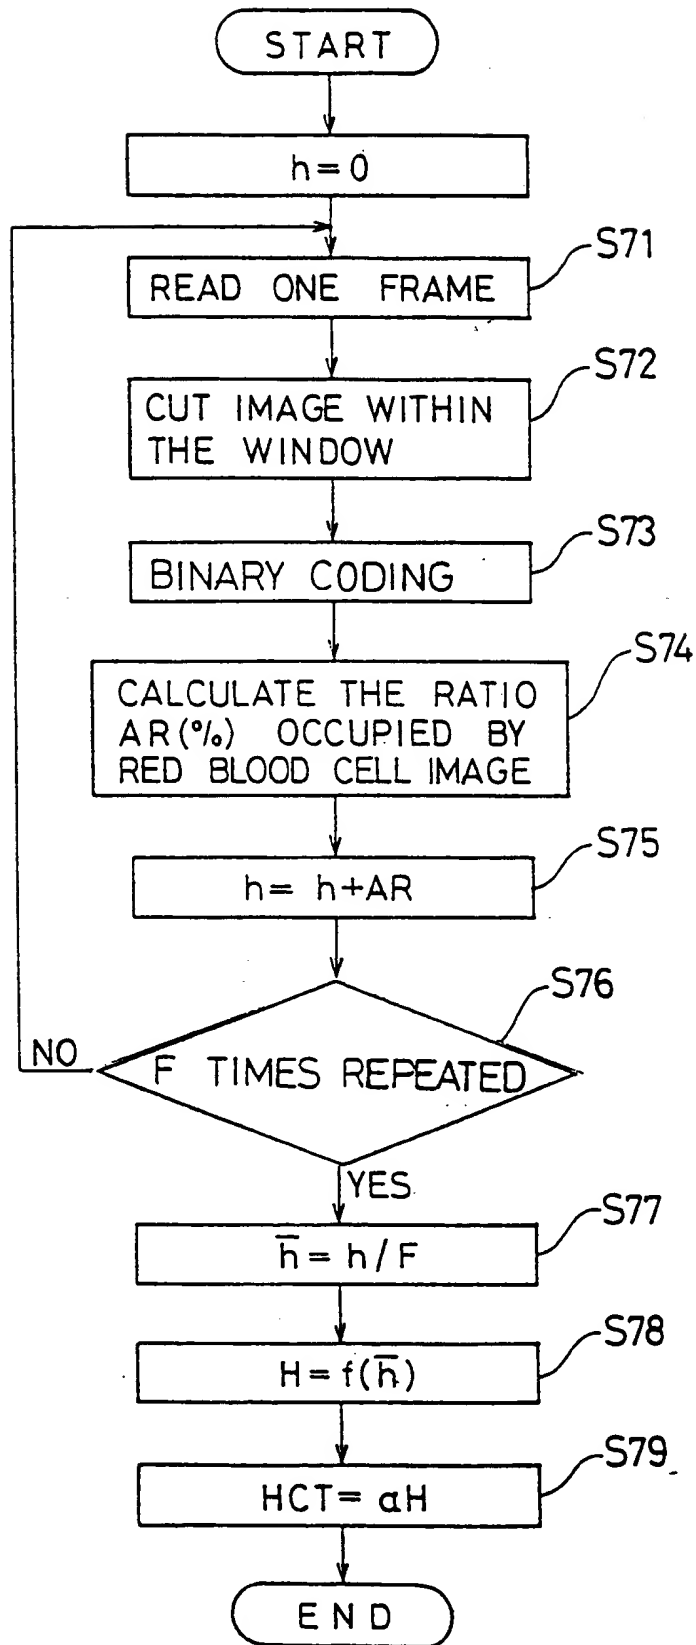 START
h=0
S71
READ ONE FRAME
S72
CUT IMAGE WITHIN
THE WINDOW
S73
BINARY CODING
S74
CALCULATE THE RATIO
AR(%) OCCUPIED BY
RED BLOOD CELL IMAGE
S75
h= h+AR
S76
F TIMES REPEATED
NO
YES
S77
h̅ = h/F
S78
H=f(h̅)
S79
HCT= αH
END